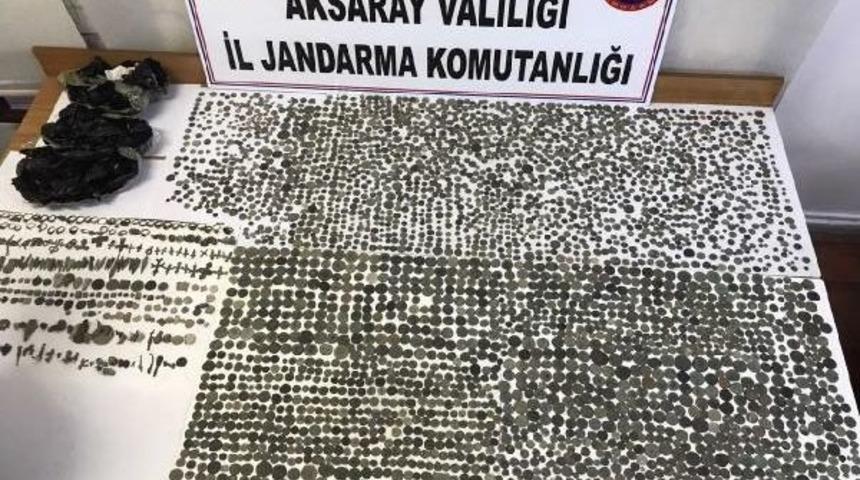 AKSARAY VALİLİĞİ
İL JANDARMA KOMUTANLIĞI